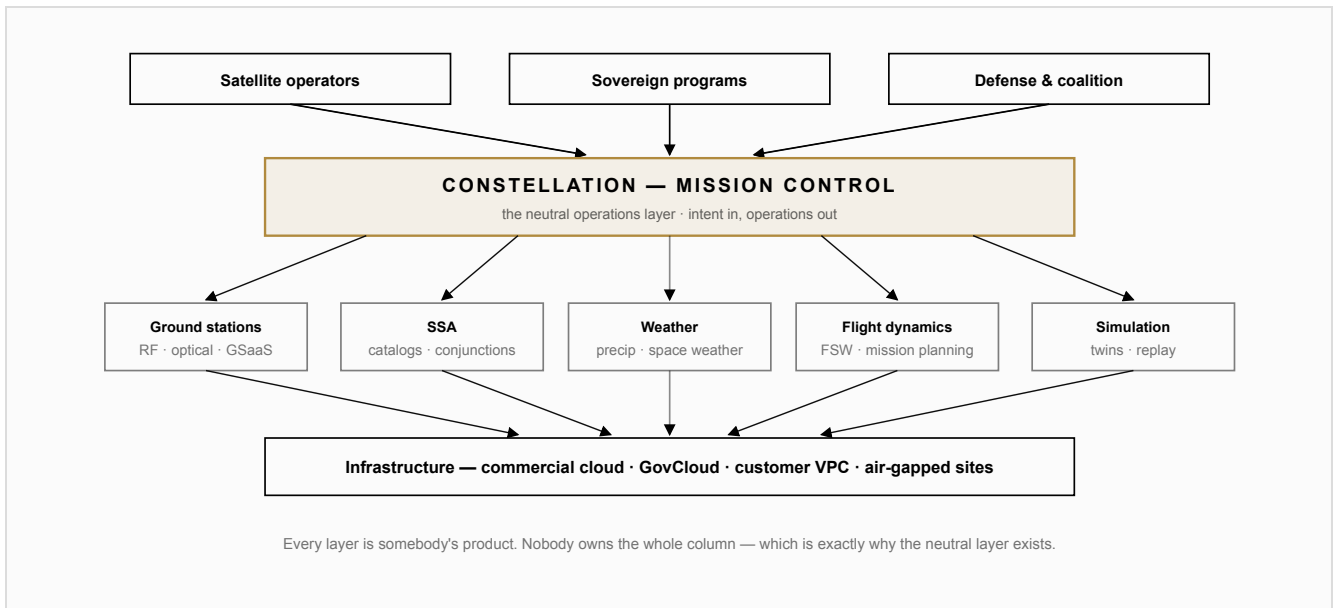 Satellite operators
Sovereign programs
Defense & coalition
CONSTELLATION — MISSION CONTROL
the neutral operations layer · intent in, operations out
Ground stations
RF · optical · GSaaS
SSA
catalogs · conjunctions
Weather
precip · space weather
Flight dynamics
FSW · mission planning
Simulation
twins · replay
Infrastructure — commercial cloud · GovCloud · customer VPC · air-gapped sites
Every layer is somebody's product. Nobody owns the whole column — which is exactly why the neutral layer exists.